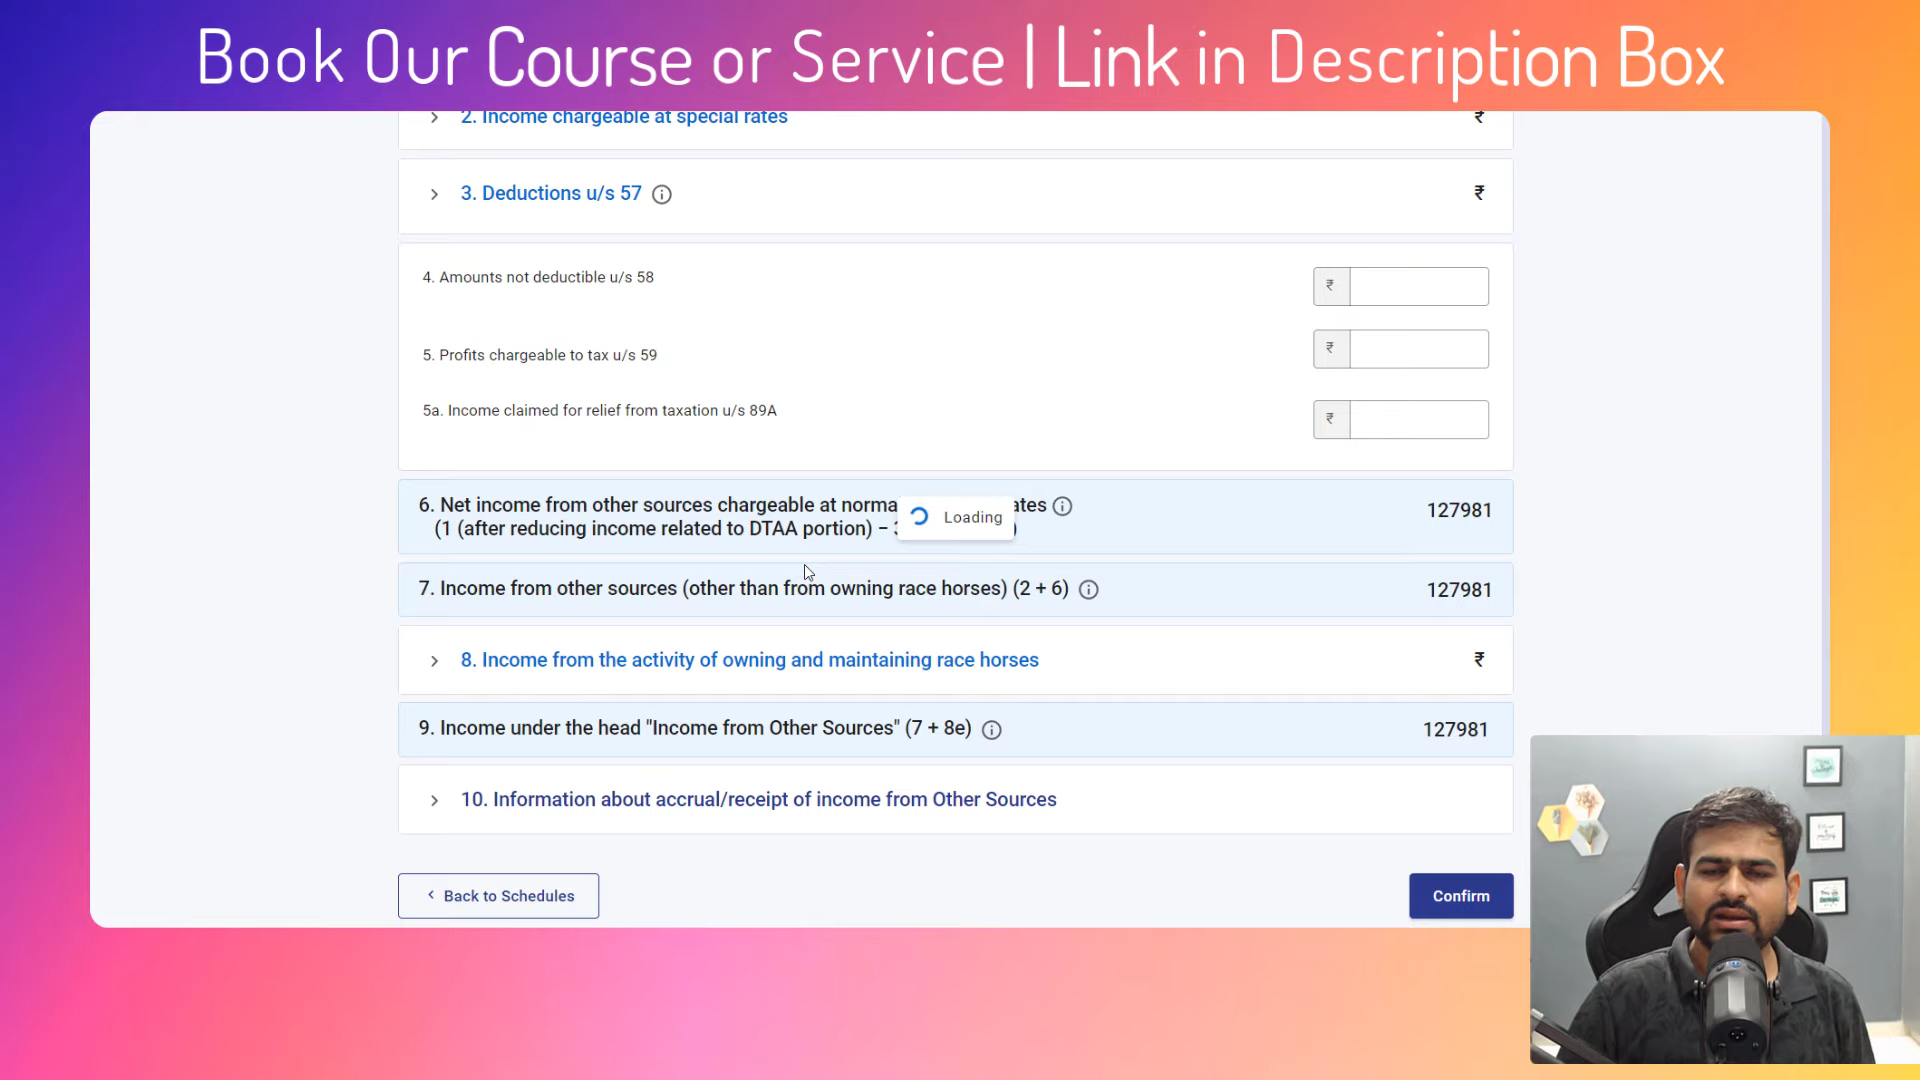 Book Our Course or Service | Link in Description Box
2. Income chargeable at special rates ₹
3. Deductions u/s 57 ₹
4. Amounts not deductible u/s 58 ₹
5. Profits chargeable to tax u/s 59 ₹
5a. Income claimed for relief from taxation u/s 89A ₹
6. Net income from other sources chargeable at norma ates 127981
(1 (after reducing income related to DTAA portion) – )
Loading
7. Income from other sources (other than from owning race horses) (2 + 6) 127981
8. Income from the activity of owning and maintaining race horses ₹
9. Income under the head "Income from Other Sources" (7 + 8e) 127981
10. Information about accrual/receipt of income from Other Sources
Back to Schedules
Confirm